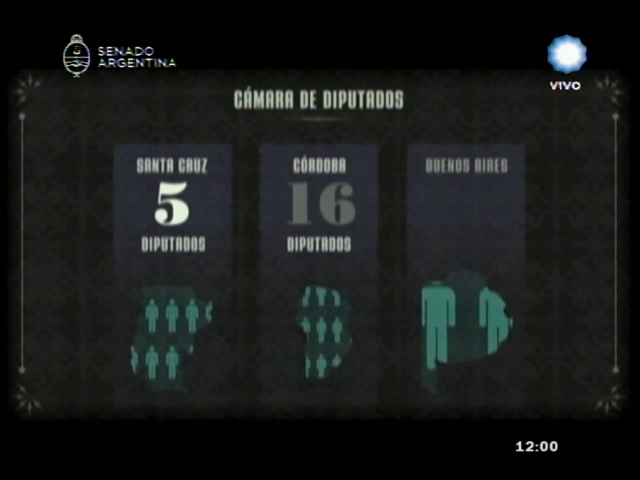 SENADO
ARGENTINA
VIVO
CÁMARA DE DIPUTADOS
SANTA CRUZ
5
DIPUTADOS
CÓRDOBA
16
DIPUTADOS
BUENOS AIRES
12:00